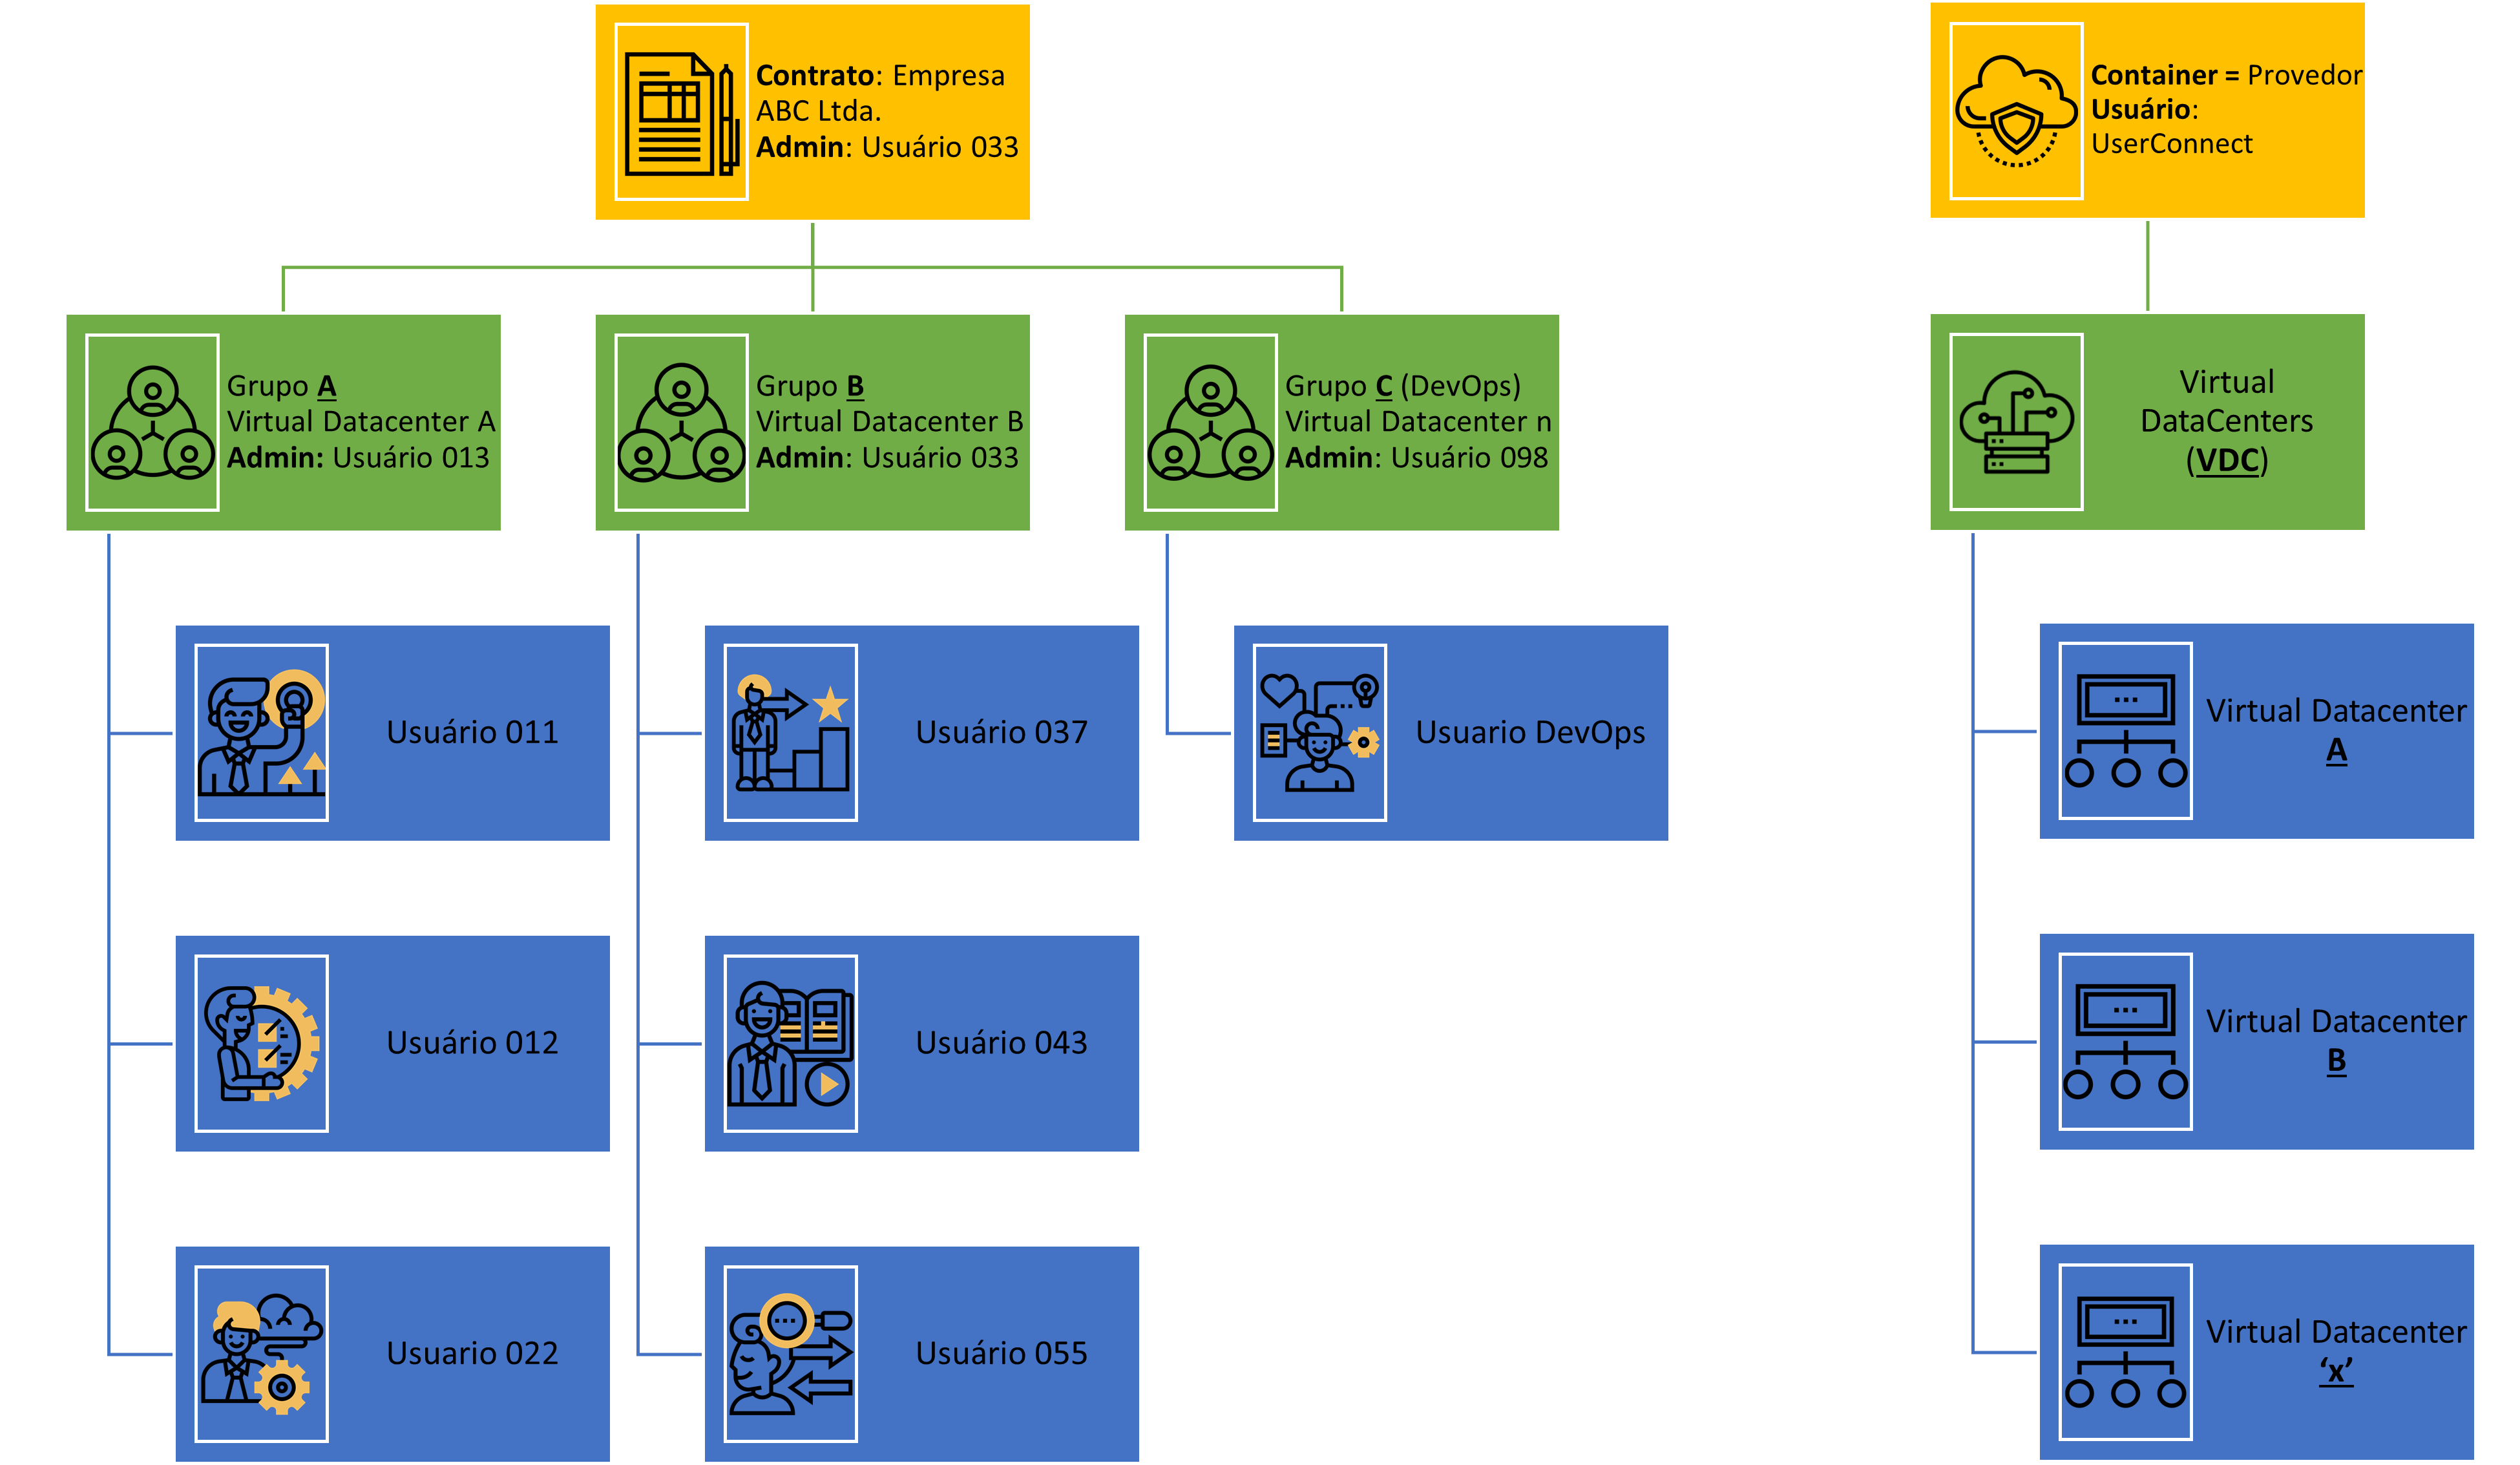 Contrato: Empresa
ABC Ltda.
Admin: Usuário 033
Container = Provedor
Usuário:
UserConnect
Grupo A
Virtual Datacenter A
Admin: Usuário 013
Grupo B
Virtual Datacenter B
Admin: Usuário 033
Grupo C (DevOps)
Virtual Datacenter n
Admin: Usuário 098
Virtual
DataCenters
(VDC)
Usuário 011
Usuário 037
Usuario DevOps
Virtual Datacenter
A
Usuário 012
Usuário 043
Virtual Datacenter
B
Usuario 022
Usuário 055
Virtual Datacenter
‘x’